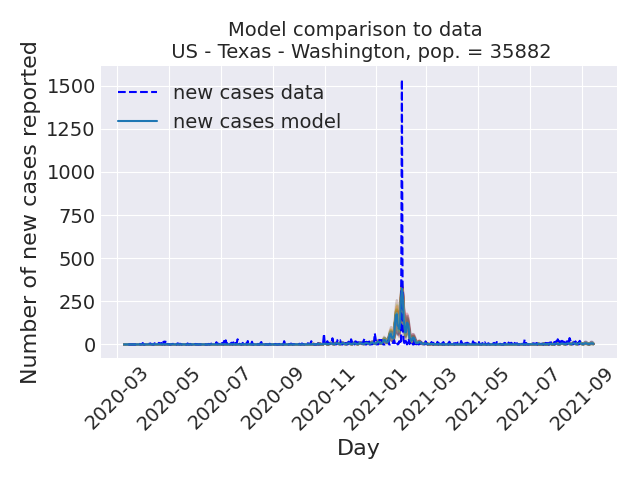 Model comparison to data
US - Texas - Washington, pop. = 35882
Number of new cases reported
1500
1250
1000
750
500
250
0
new cases data
new cases model
2020-03
2020-05
2020-07
2020-09
2020-11
2021-01
2021-03
2021-05
2021-07
2021-09
Day